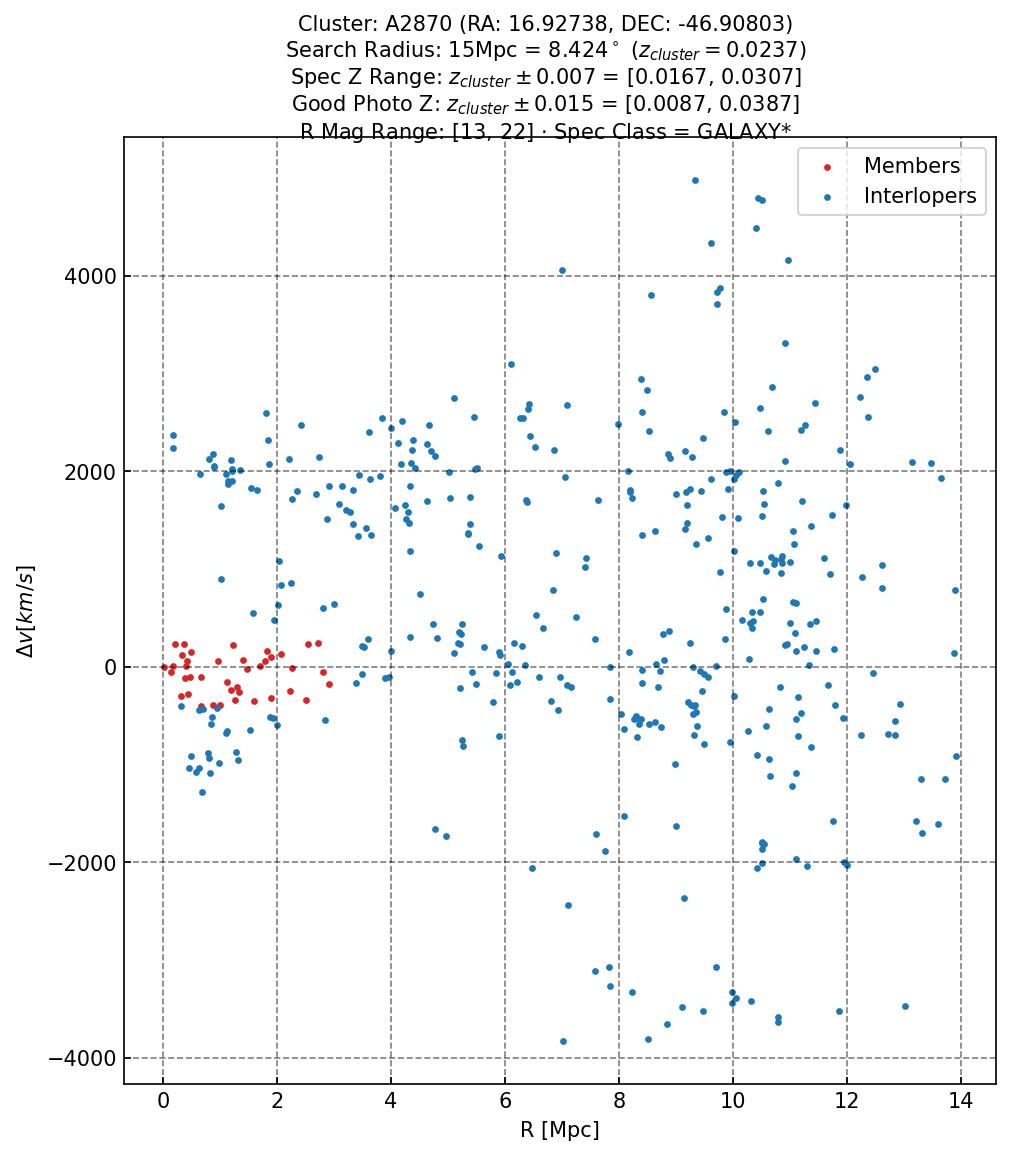 Cluster: A2870 (RA: 16.92738, DEC: -46.90803)
Search Radius: 15Mpc = 8.424° (z_cluster = 0.0237)
Spec Z Range: z_cluster ± 0.007 = [0.0167, 0.0307]
Good Photo Z: z_cluster ± 0.015 = [0.0087, 0.0387]
R Mag Range: [13, 22] · Spec Class = GALAXY*
Members
Interlopers
4000
2000
0
−2000
−4000
Δv[km/s]
0 2 4 6 8 10 12 14
R [Mpc]